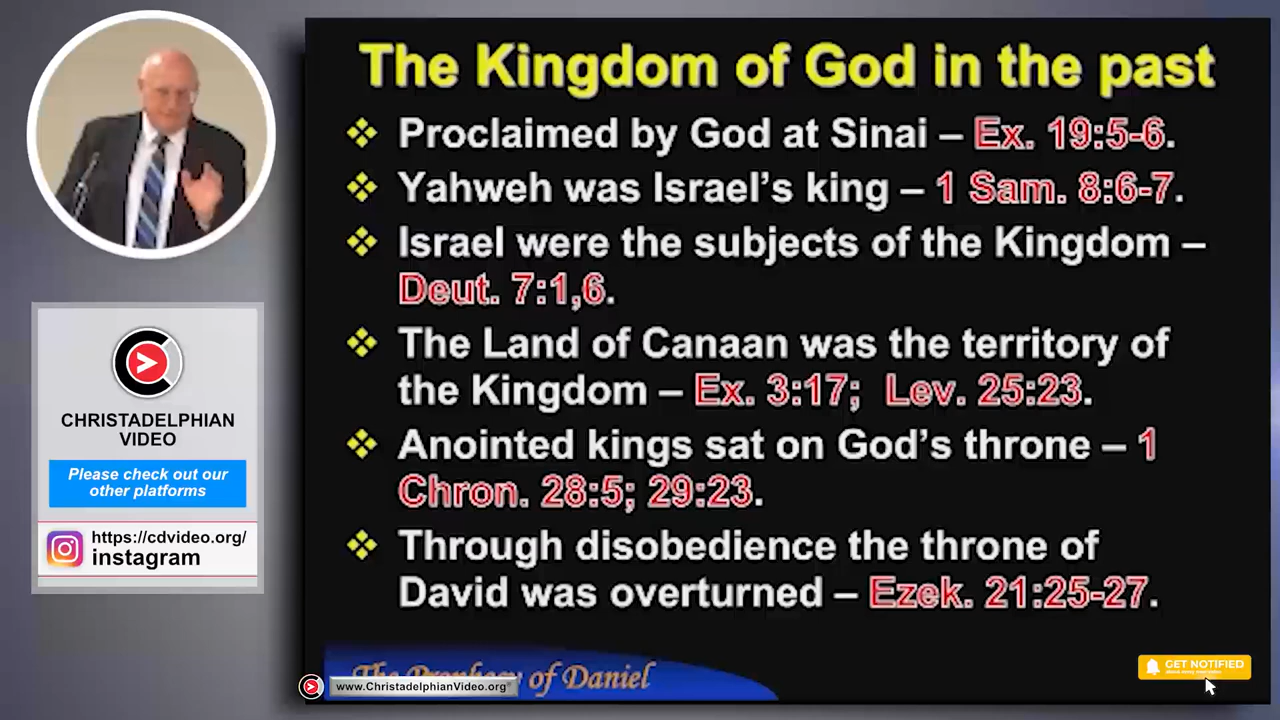 The Kingdom of God in the past
❖ Proclaimed by God at Sinai – Ex. 19:5-6.
❖ Yahweh was Israel’s king – 1 Sam. 8:6-7.
❖ Israel were the subjects of the Kingdom –
Deut. 7:1,6.
❖ The Land of Canaan was the territory of
the Kingdom – Ex. 3:17; Lev. 25:23.
❖ Anointed kings sat on God’s throne – 1
Chron. 28:5; 29:23.
❖ Through disobedience the throne of
David was overturned – Ezek. 21:25-27.
The Prophecy of Daniel
www.ChristadelphianVideo.org
CHRISTADELPHIAN
VIDEO
Please check out our
other platforms
https://cdvideo.org/
instagram
GET NOTIFIED